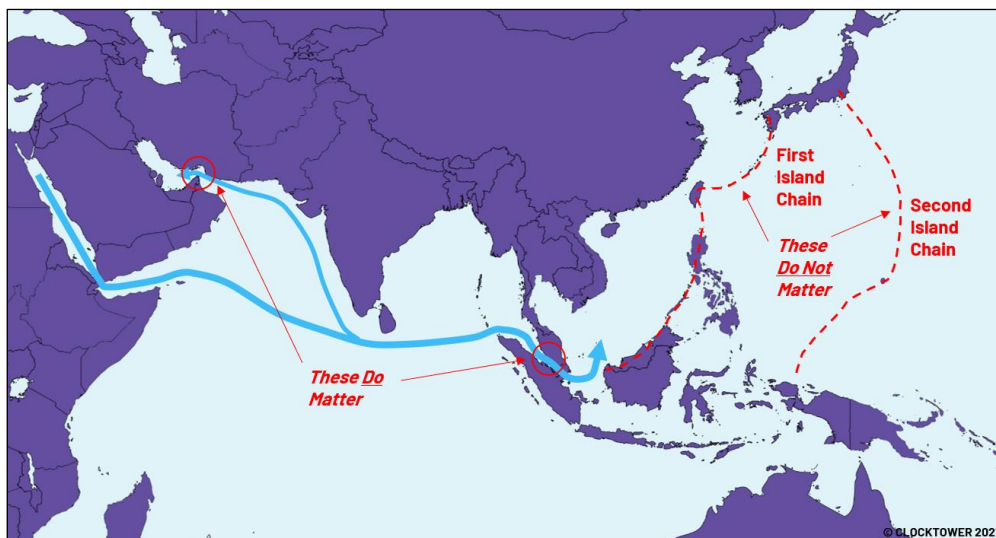 First
Island
Chain
Second
Island
Chain
These
Do Not
Matter
These Do
Matter
© CLOCKTOWER 202